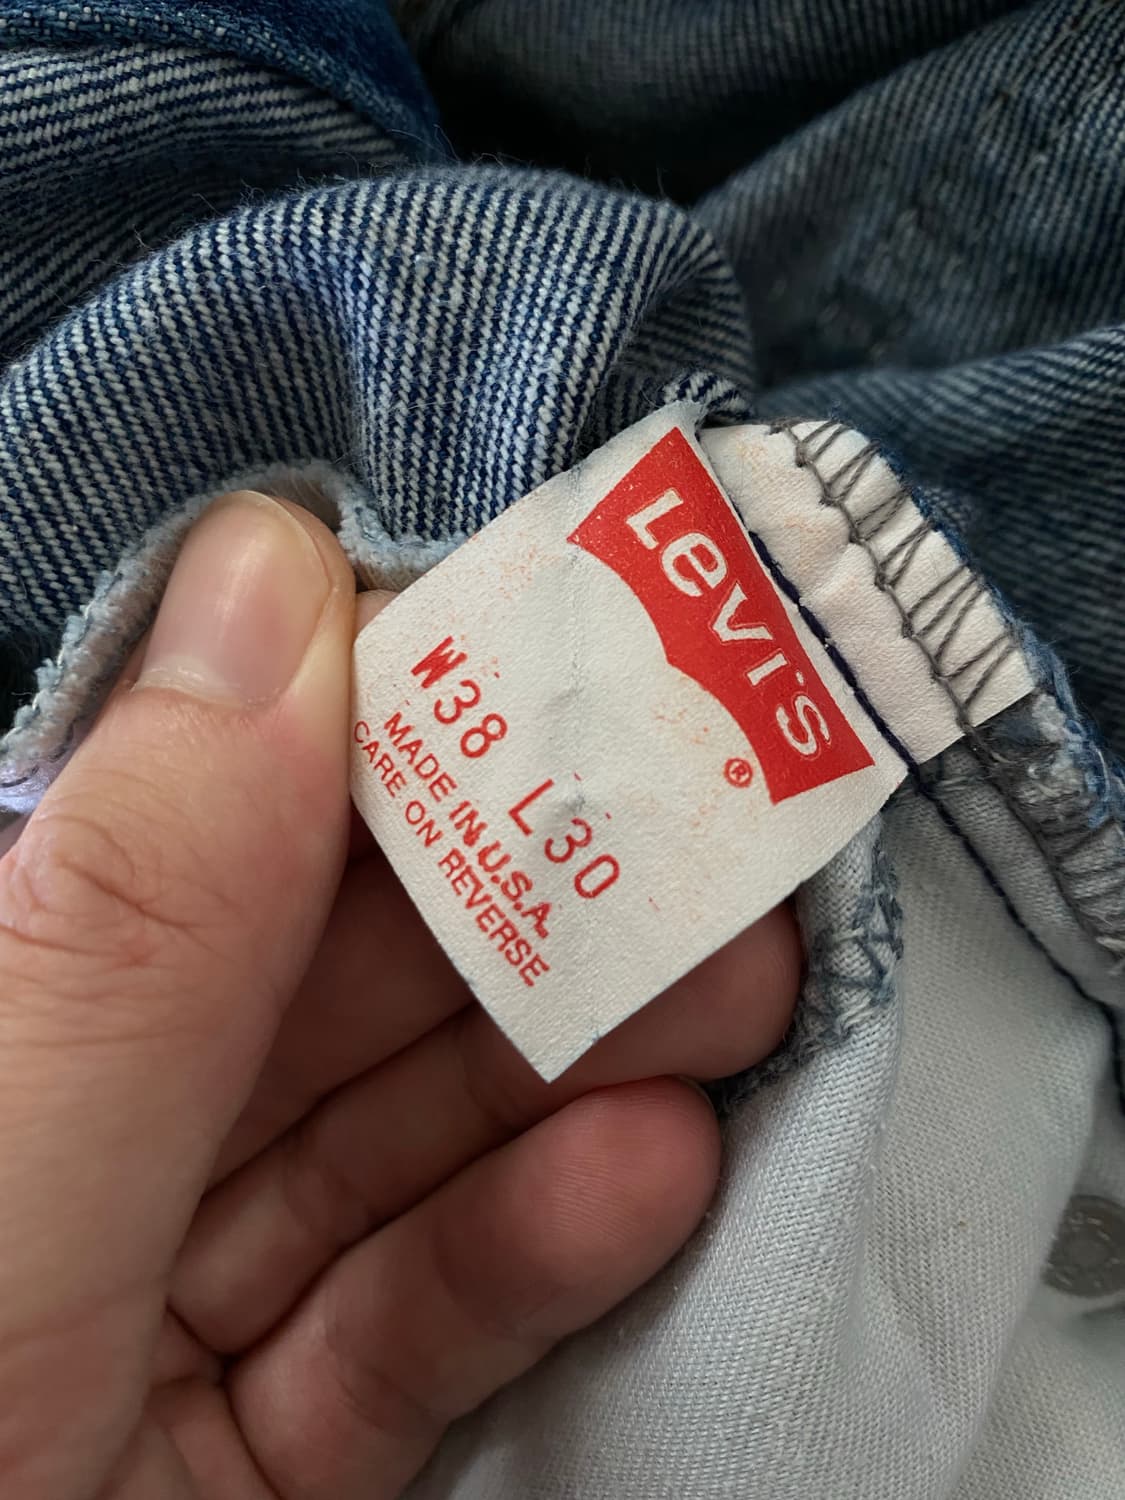 Levi's ®
W38 L30
MADE IN U.S.A.
CARE ON REVERSE